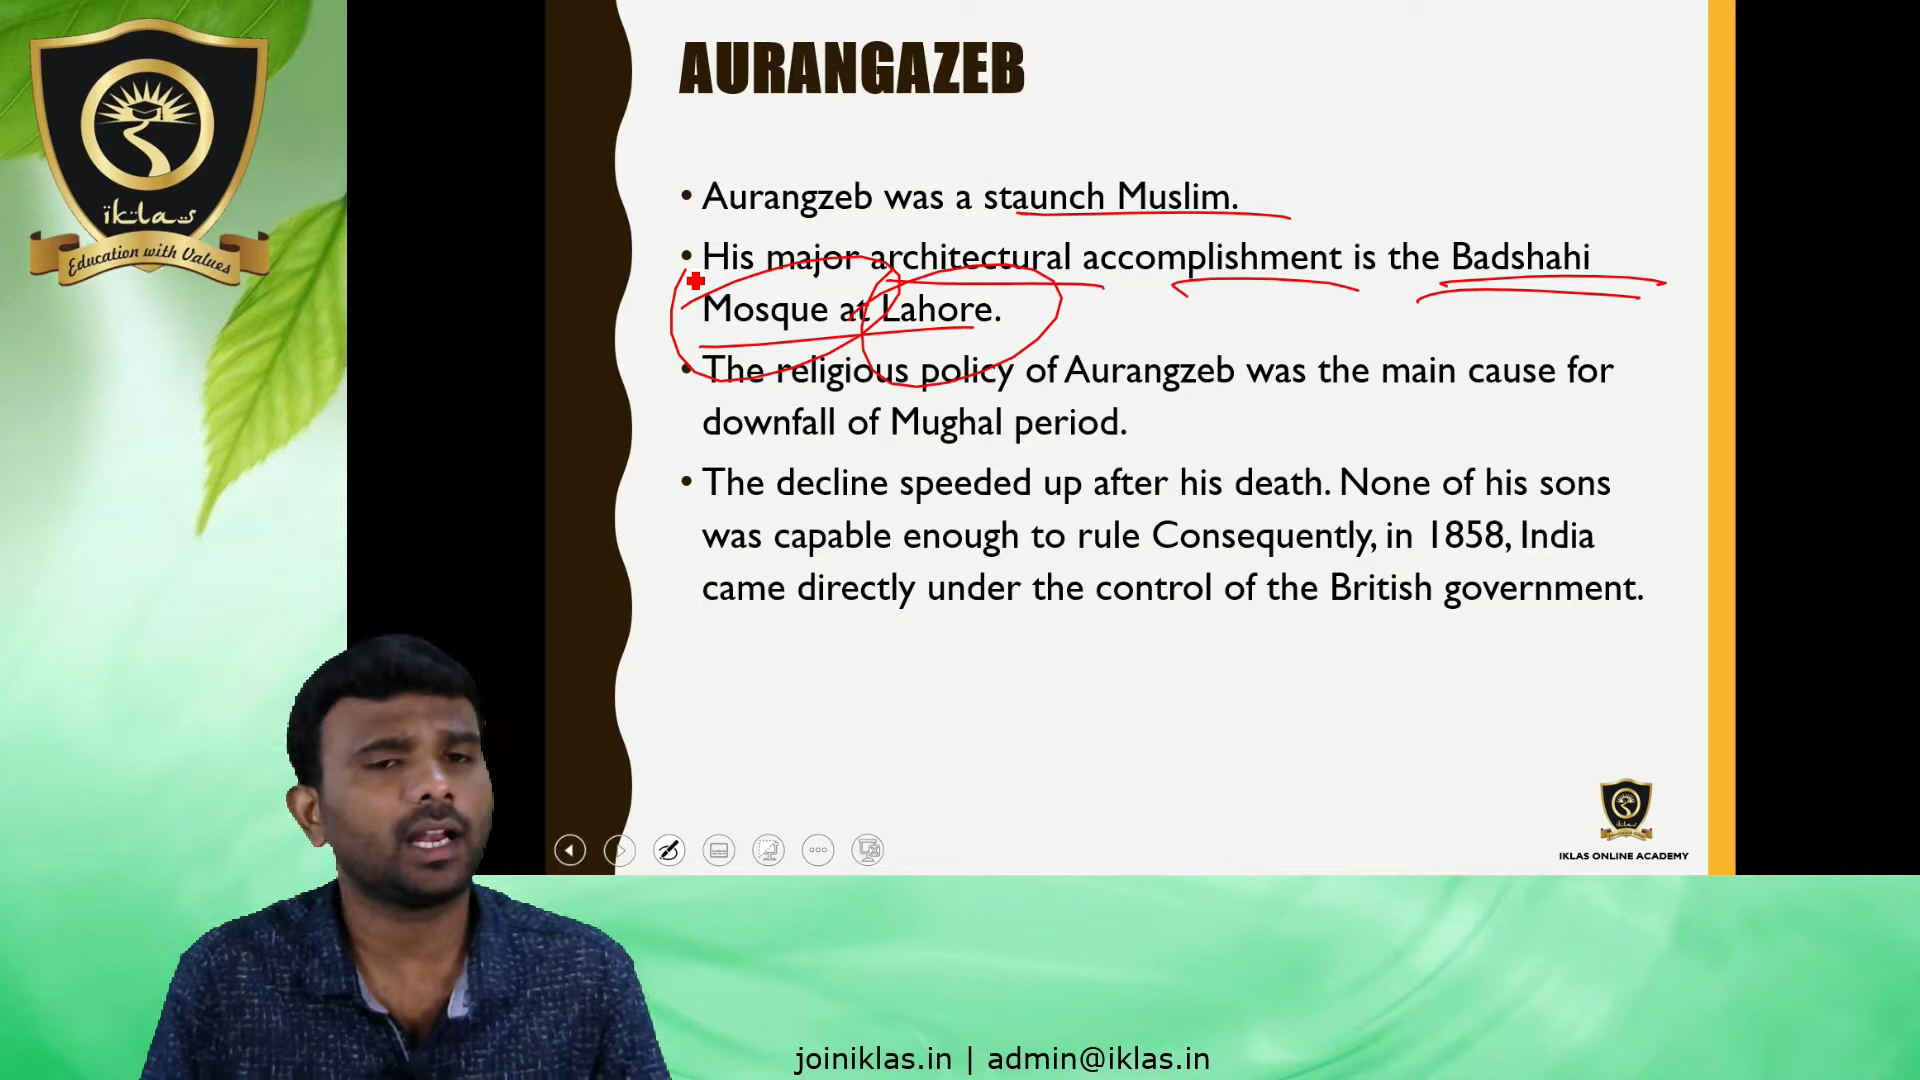 AURANGAZEB
• Aurangzeb was a staunch Muslim.
• His major architectural accomplishment is the Badshahi
Mosque at Lahore.
• The religious policy of Aurangzeb was the main cause for
downfall of Mughal period.
• The decline speeded up after his death. None of his sons
was capable enough to rule Consequently, in 1858, India
came directly under the control of the British government.
iklas
Education with Values
iklas
IKLAS ONLINE ACADEMY
joiniklas.in | admin@iklas.in